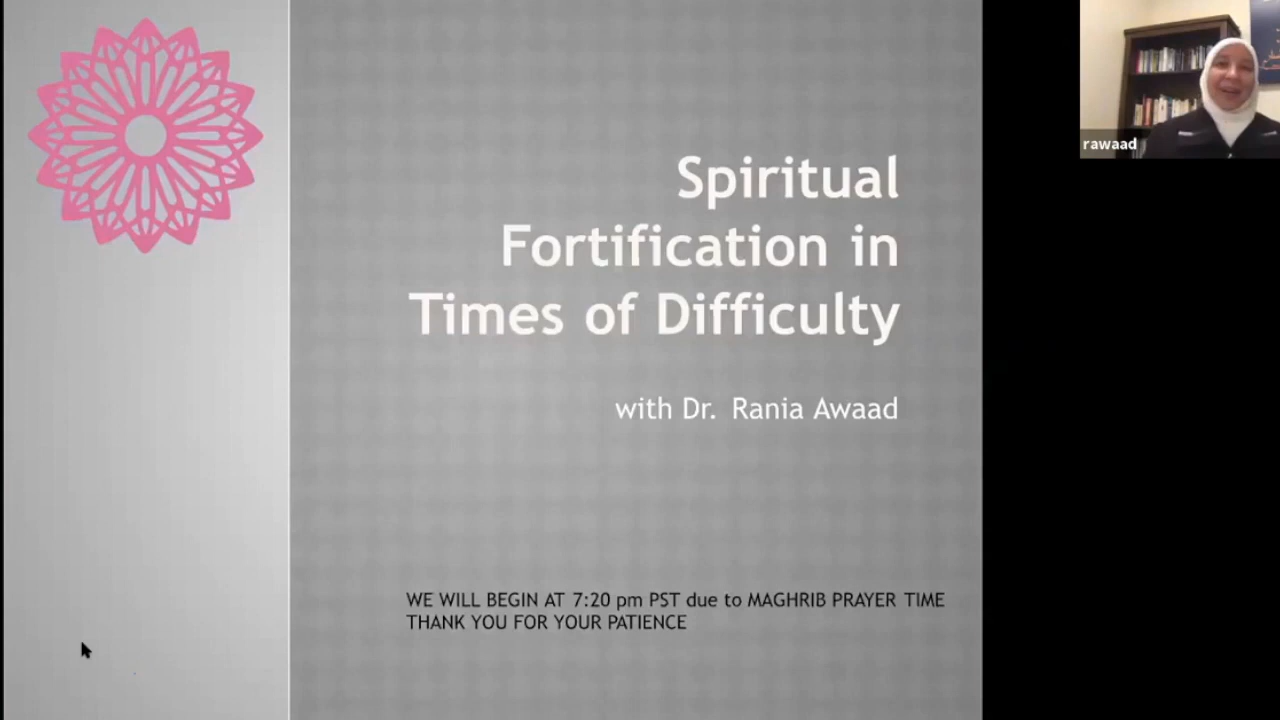 Spiritual
Fortification in
Times of Difficulty
with Dr. Rania Awaad
WE WILL BEGIN AT 7:20 pm PST due to MAGHRIB PRAYER TIME
THANK YOU FOR YOUR PATIENCE
rawaad